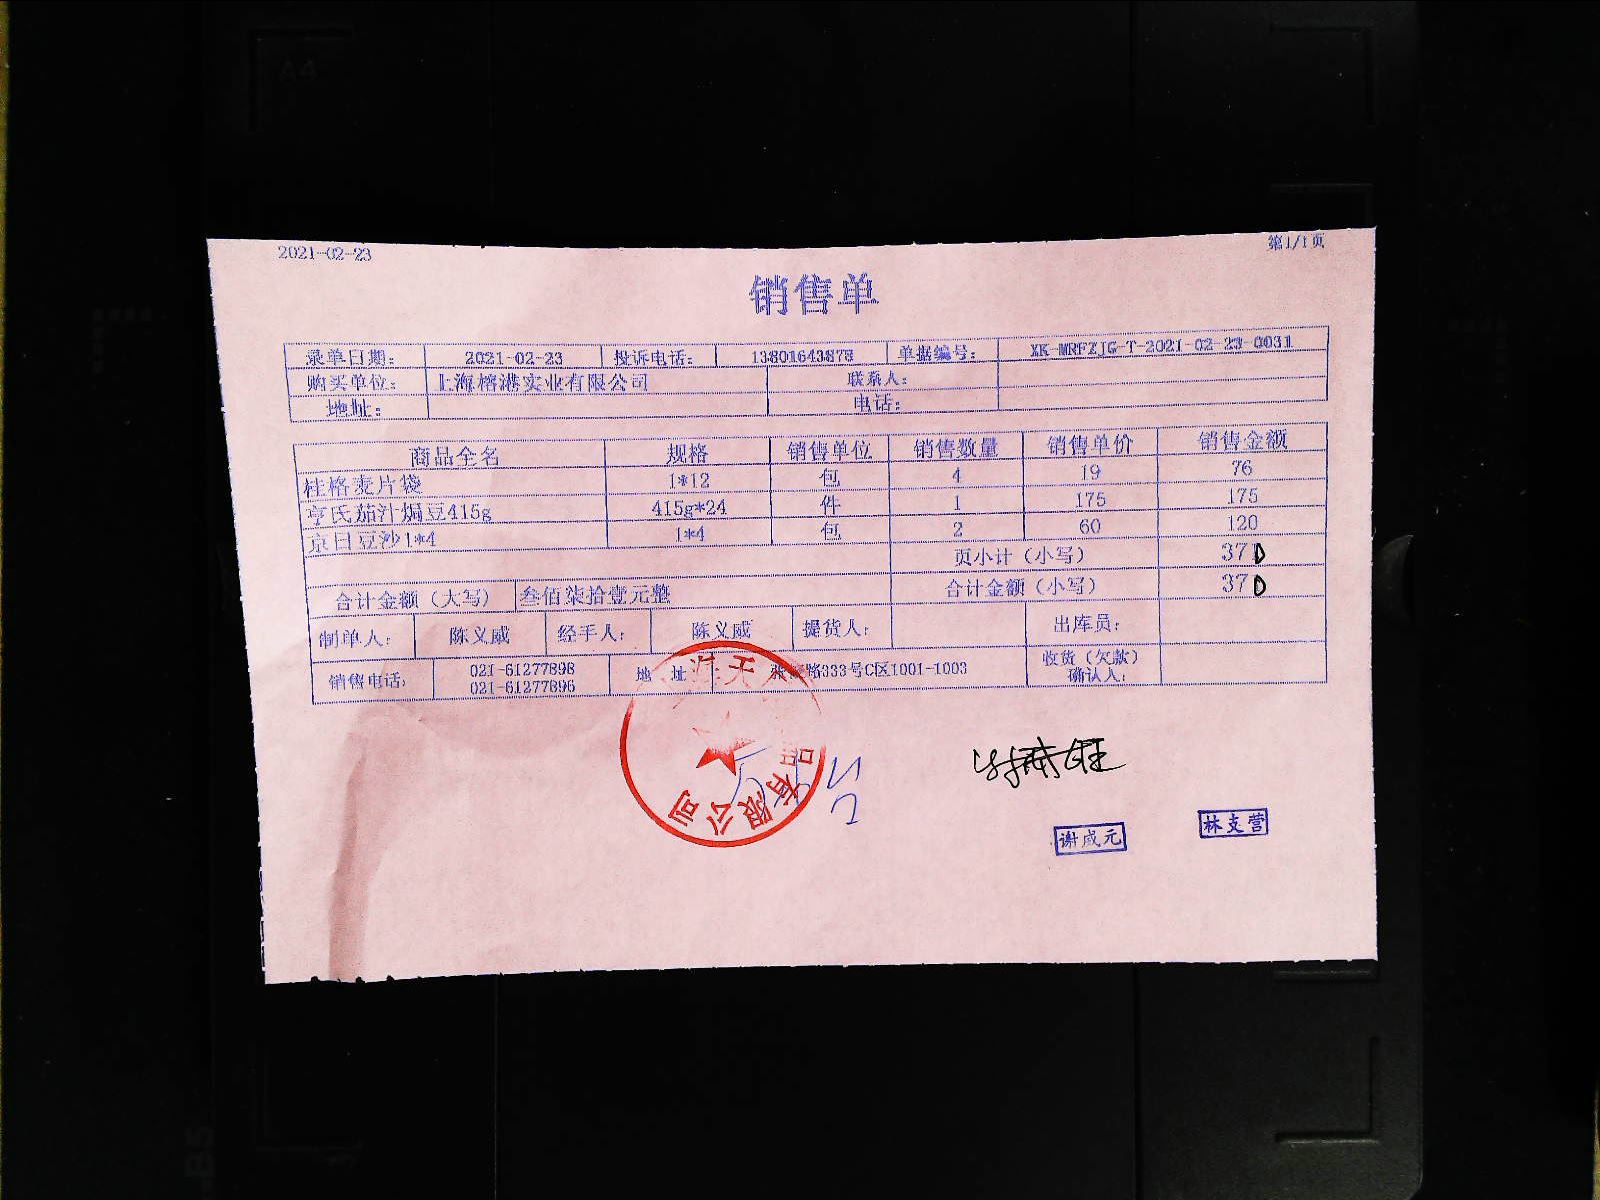 2021-02-23 第1/1页
销售单
录单日期： 2021-02-23 投诉电话： 13801643878 单据编号： XK-WRFZJG-T-2021-02-23-0031
购买单位： 上海榕港实业有限公司 联系人：
地址： 电话：
商品全名 规格 销售单位 销售数量 销售单价 销售金额
桂格麦片袋 1*12 包 4 19 76
亨氏茄汁焗豆415g 415g*24 件 1 175 175
京日豆沙1*4 1*4 包 2 60 120
页小计（小写） 370
合计金额（大写） 叁佰柒拾壹元整 合计金额（小写） 370
制单人： 陈义威 经手人： 陈义威 提货人： 出库员：
销售电话： 021-61277898 地 址 路333号C区1001-1003 收货（欠款）
021-61277896 确认人：
天
有限公司
谢成元
林支营